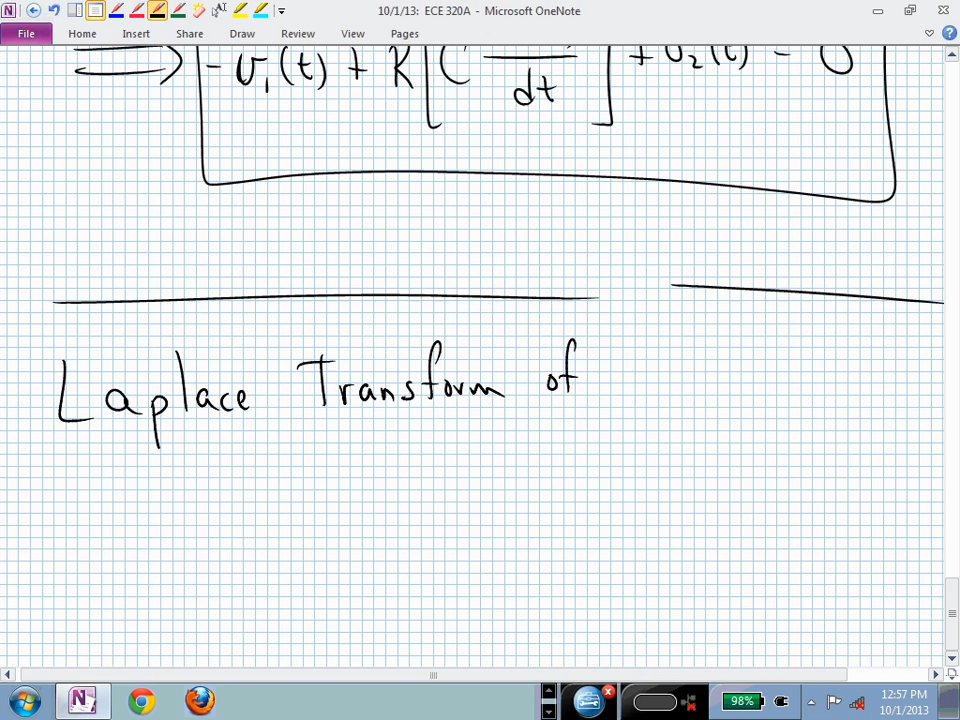 10/1/13: ECE 320A - Microsoft OneNote
File Home Insert Share Draw Review View Pages
- v₁(t) + R [C
dt
] + v₂(t) = 0
Laplace Transform of
98%
12:57 PM
10/1/2013